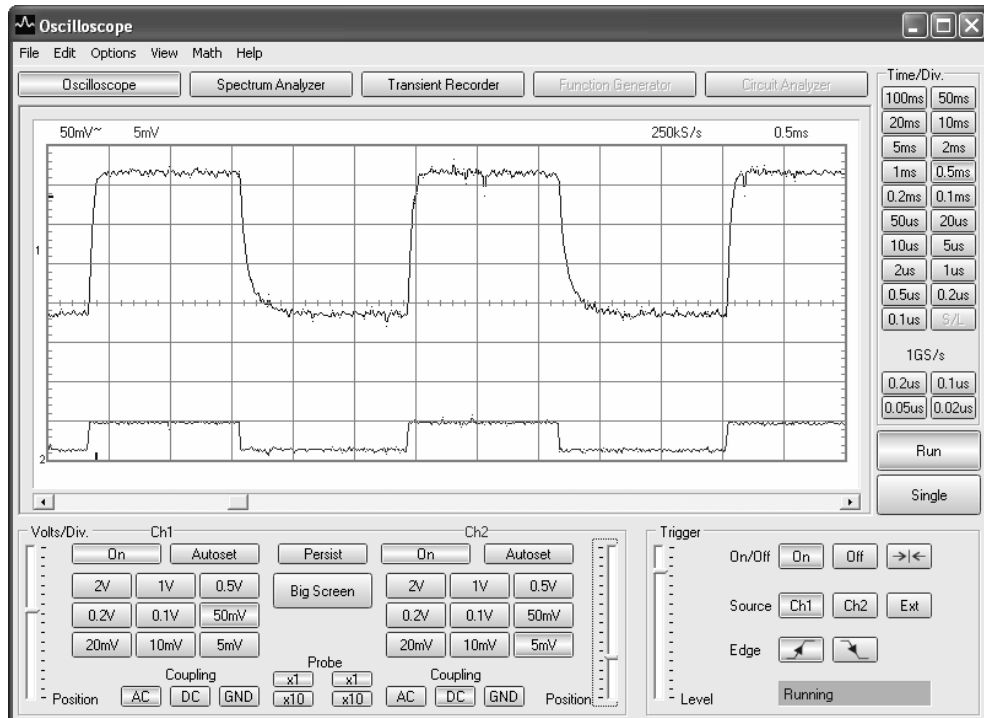 Oscilloscope
File Edit Options View Math Help
Oscilloscope Spectrum Analyzer Transient Recorder Function Generator Circuit Analyzer
50mV~ 5mV 250kS/s 0.5ms
1
2
Time/Div.
100ms 50ms
20ms 10ms
5ms 2ms
1ms 0.5ms
0.2ms 0.1ms
50us 20us
10us 5us
2us 1us
0.5us 0.2us
0.1us S/L
1GS/s
0.2us 0.1us
0.05us 0.02us
Run
Single
Volts/Div. Ch1 Ch2
On Autoset Persist On Autoset
2V 1V 0.5V Big Screen 2V 1V 0.5V
0.2V 0.1V 50mV 0.2V 0.1V 50mV
20mV 10mV 5mV 20mV 10mV 5mV
Coupling Probe Coupling
x1 x1
Position AC DC GND x10 x10 AC DC GND Position
Trigger
On/Off On Off →|←
Source Ch1 Ch2 Ext
Edge
Level Running